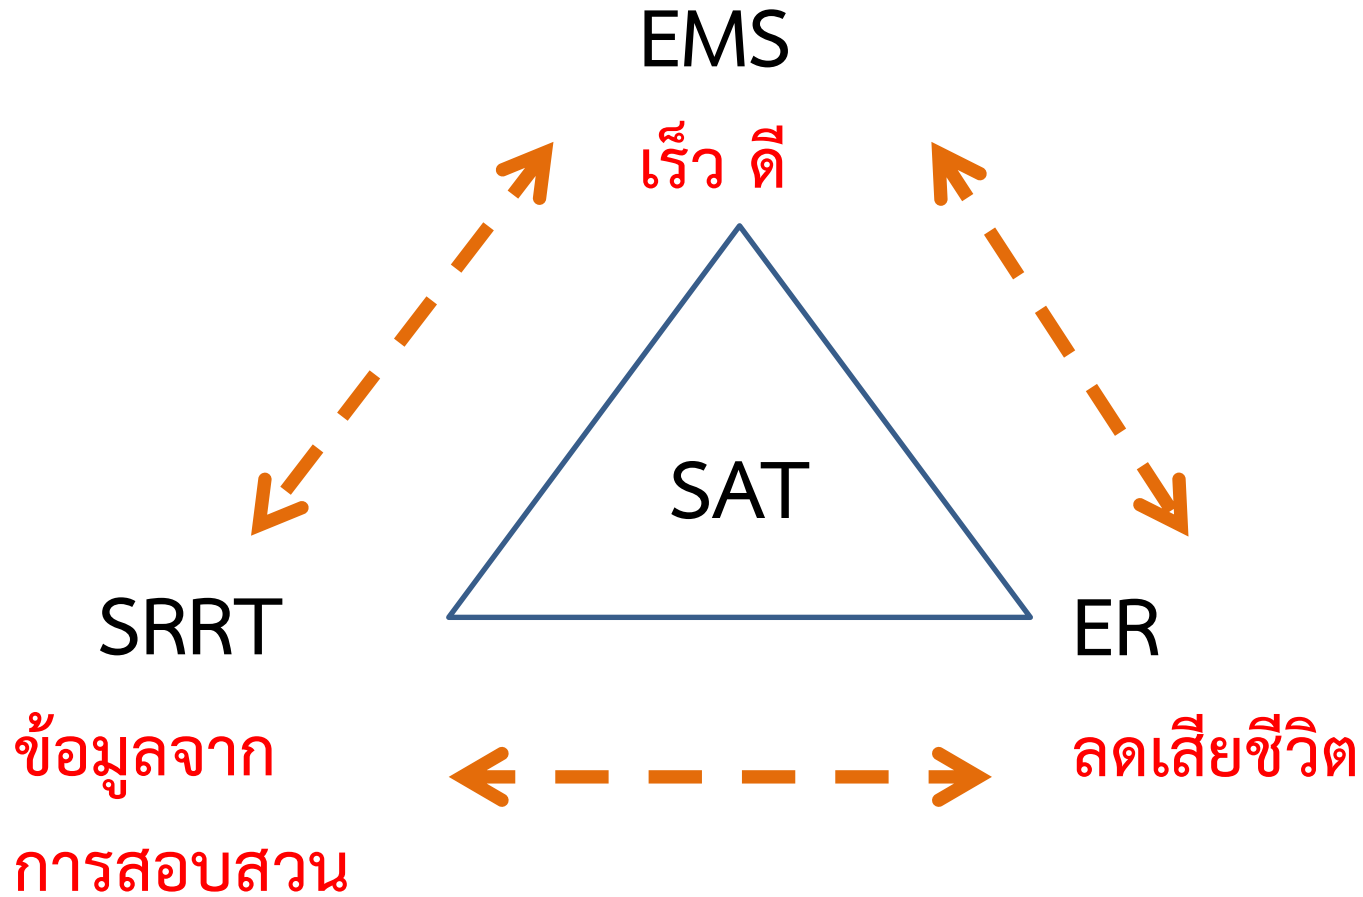 EMS
เร็ว ดี
SAT
SRRT
ER
ข้อมูลจาก
การสอบสวน
ลดเสียชีวิต